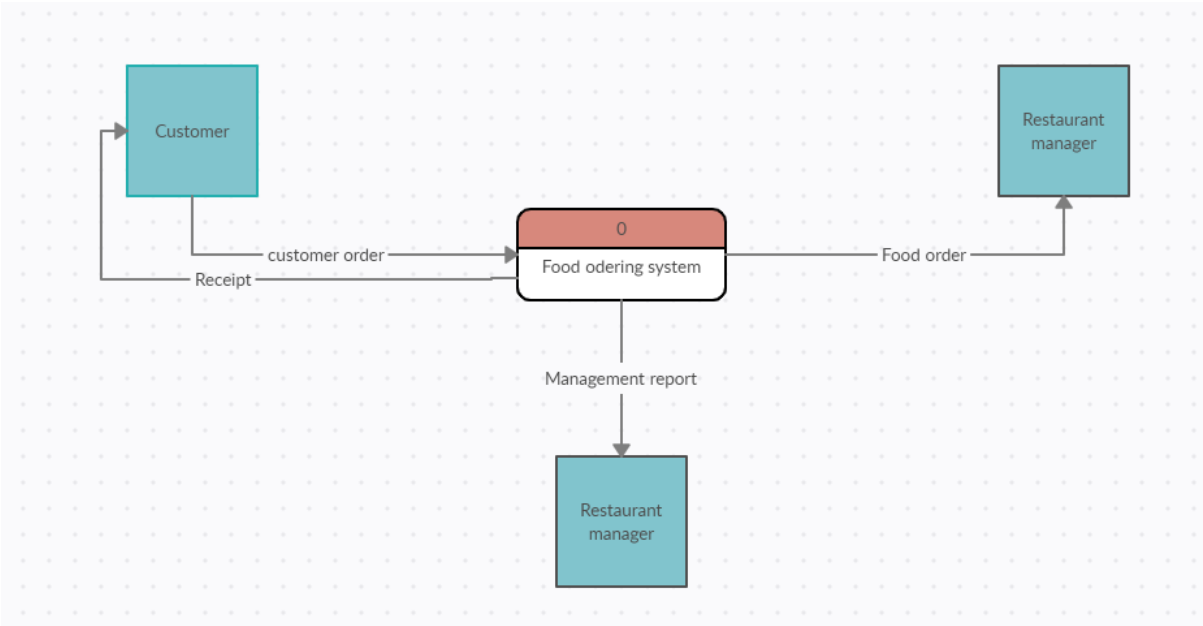 Customer
Restaurant
manager
0
customer order
Food order
Food odering system
Receipt
Management report
Restaurant
manager